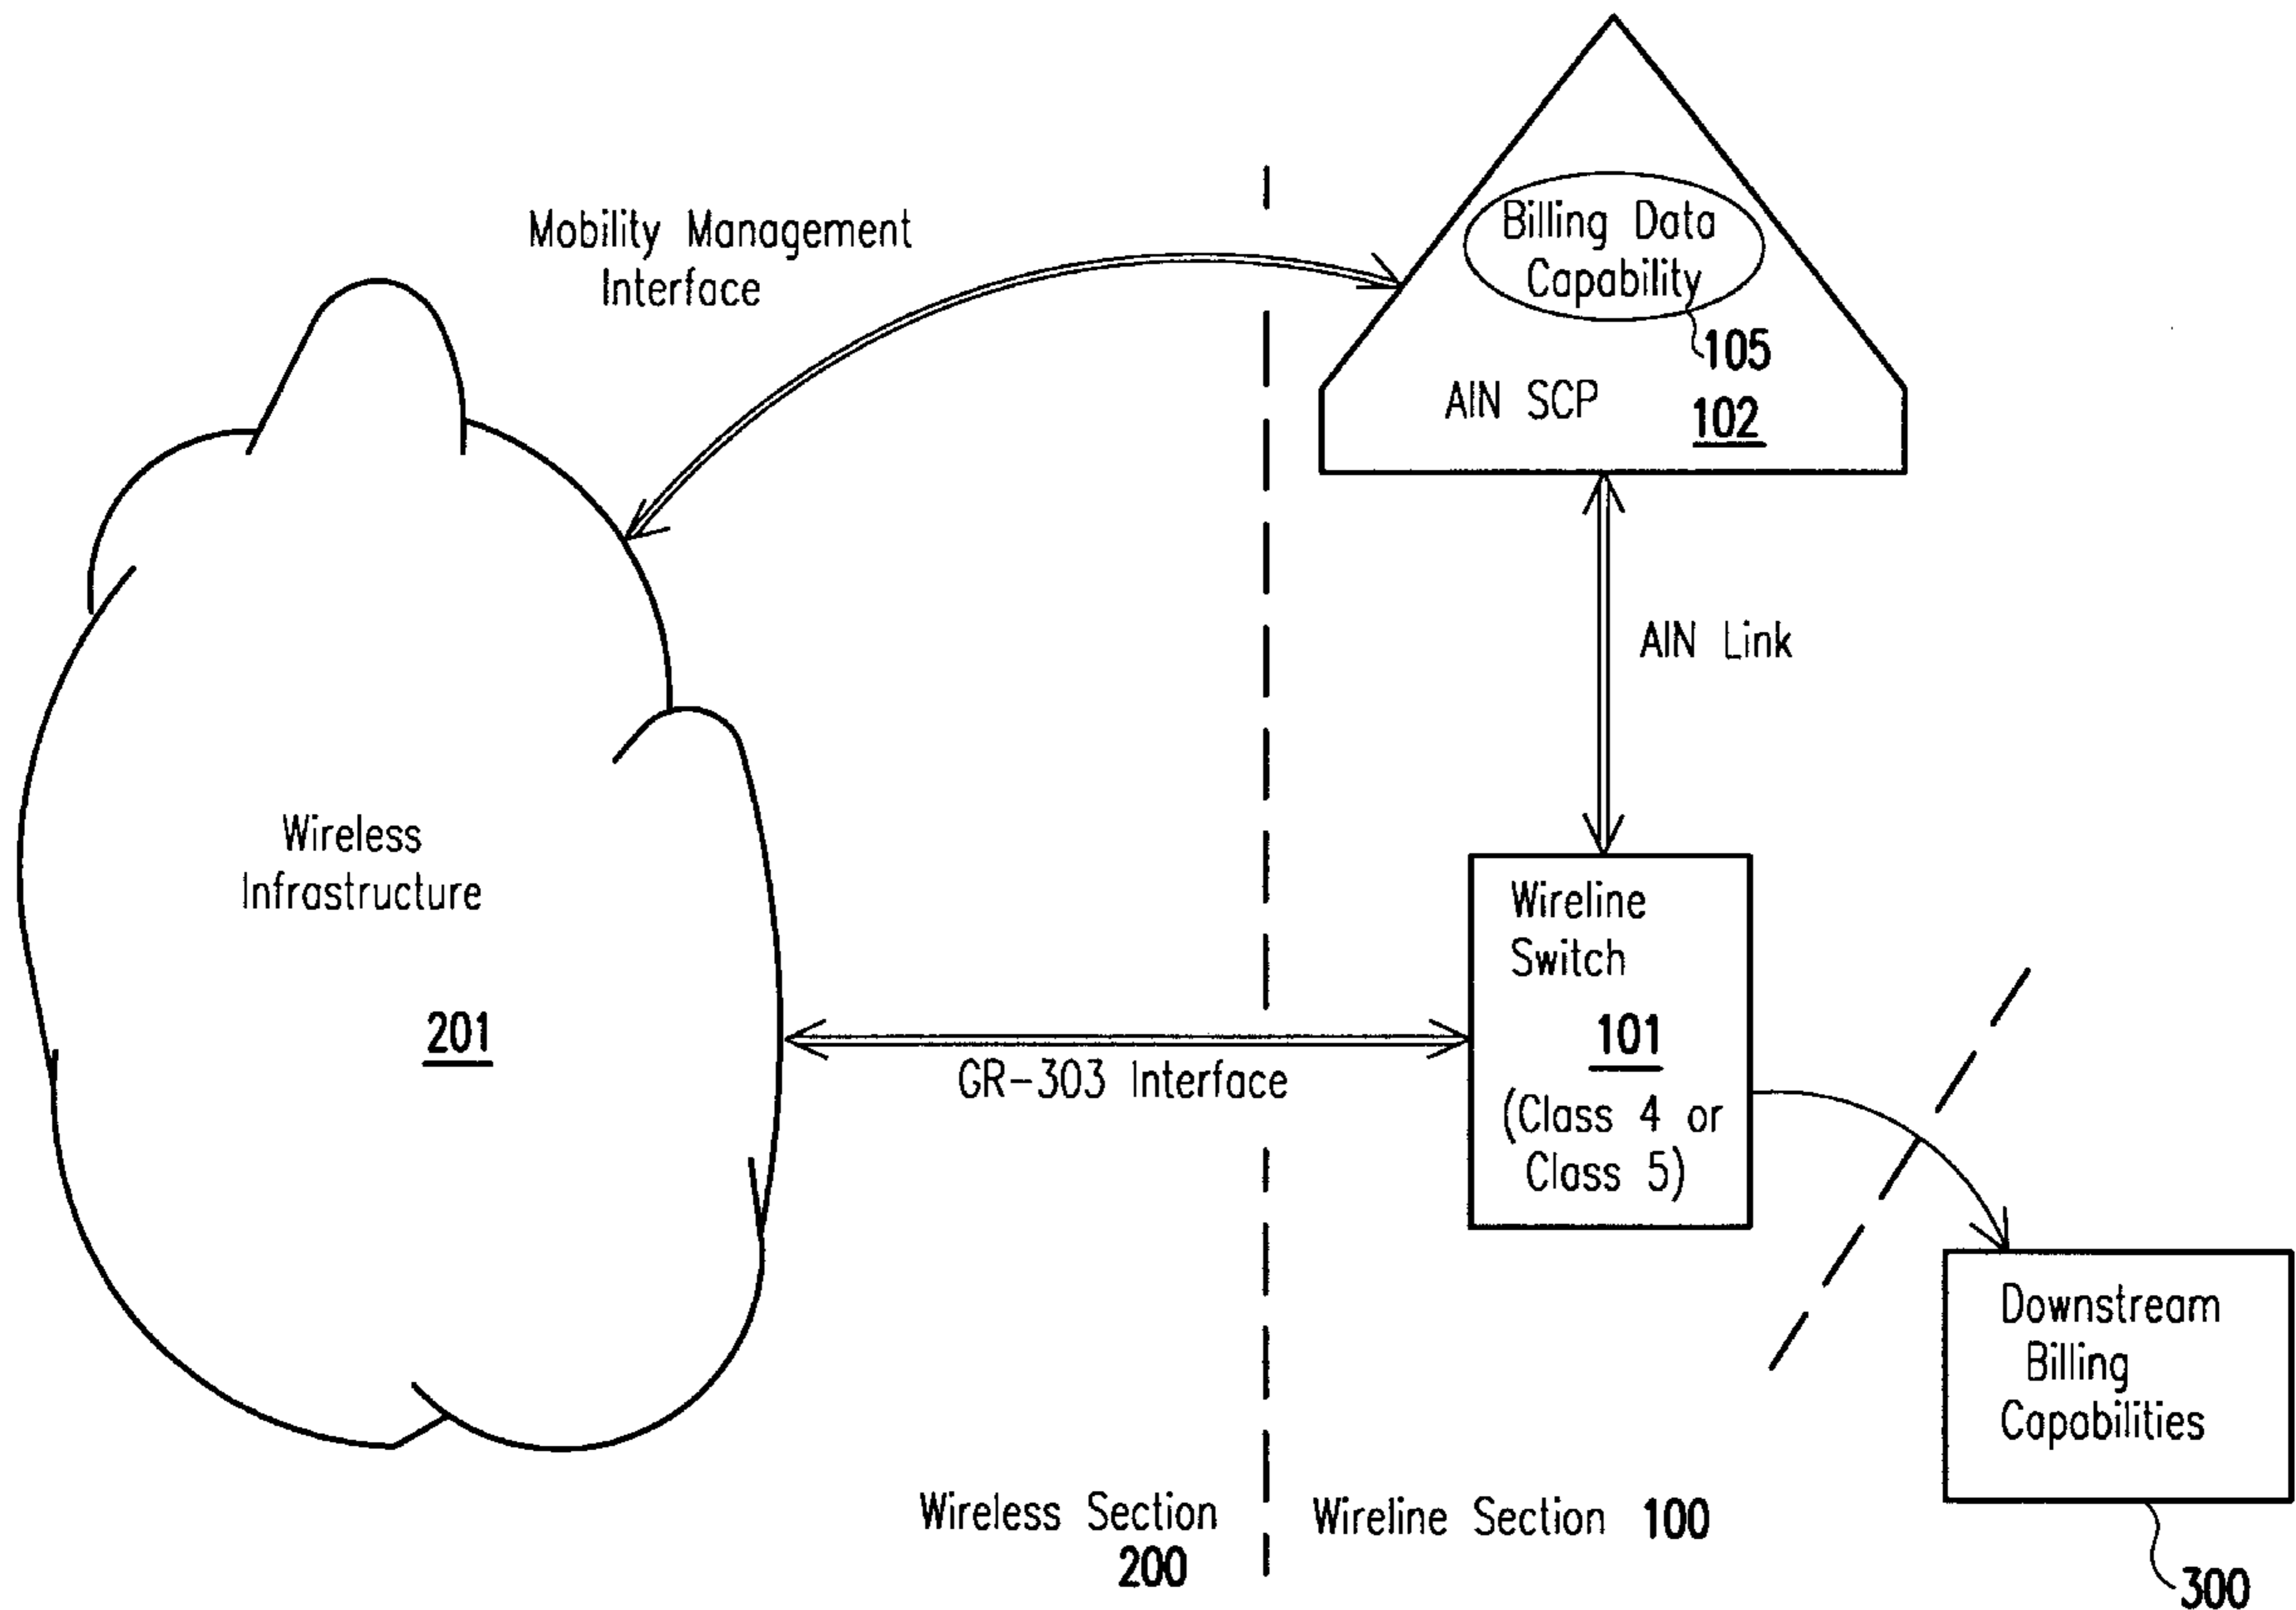 Mobility Management
Interface
Billing Data
Capability
105
AIN SCP
102
AIN Link
Wireless
Infrastructure
201
Wireline
Switch
101
(Class 4 or
Class 5)
GR-303 Interface
Downstream
Billing
Capabilities
300
Wireless Section
200
Wireline Section 100